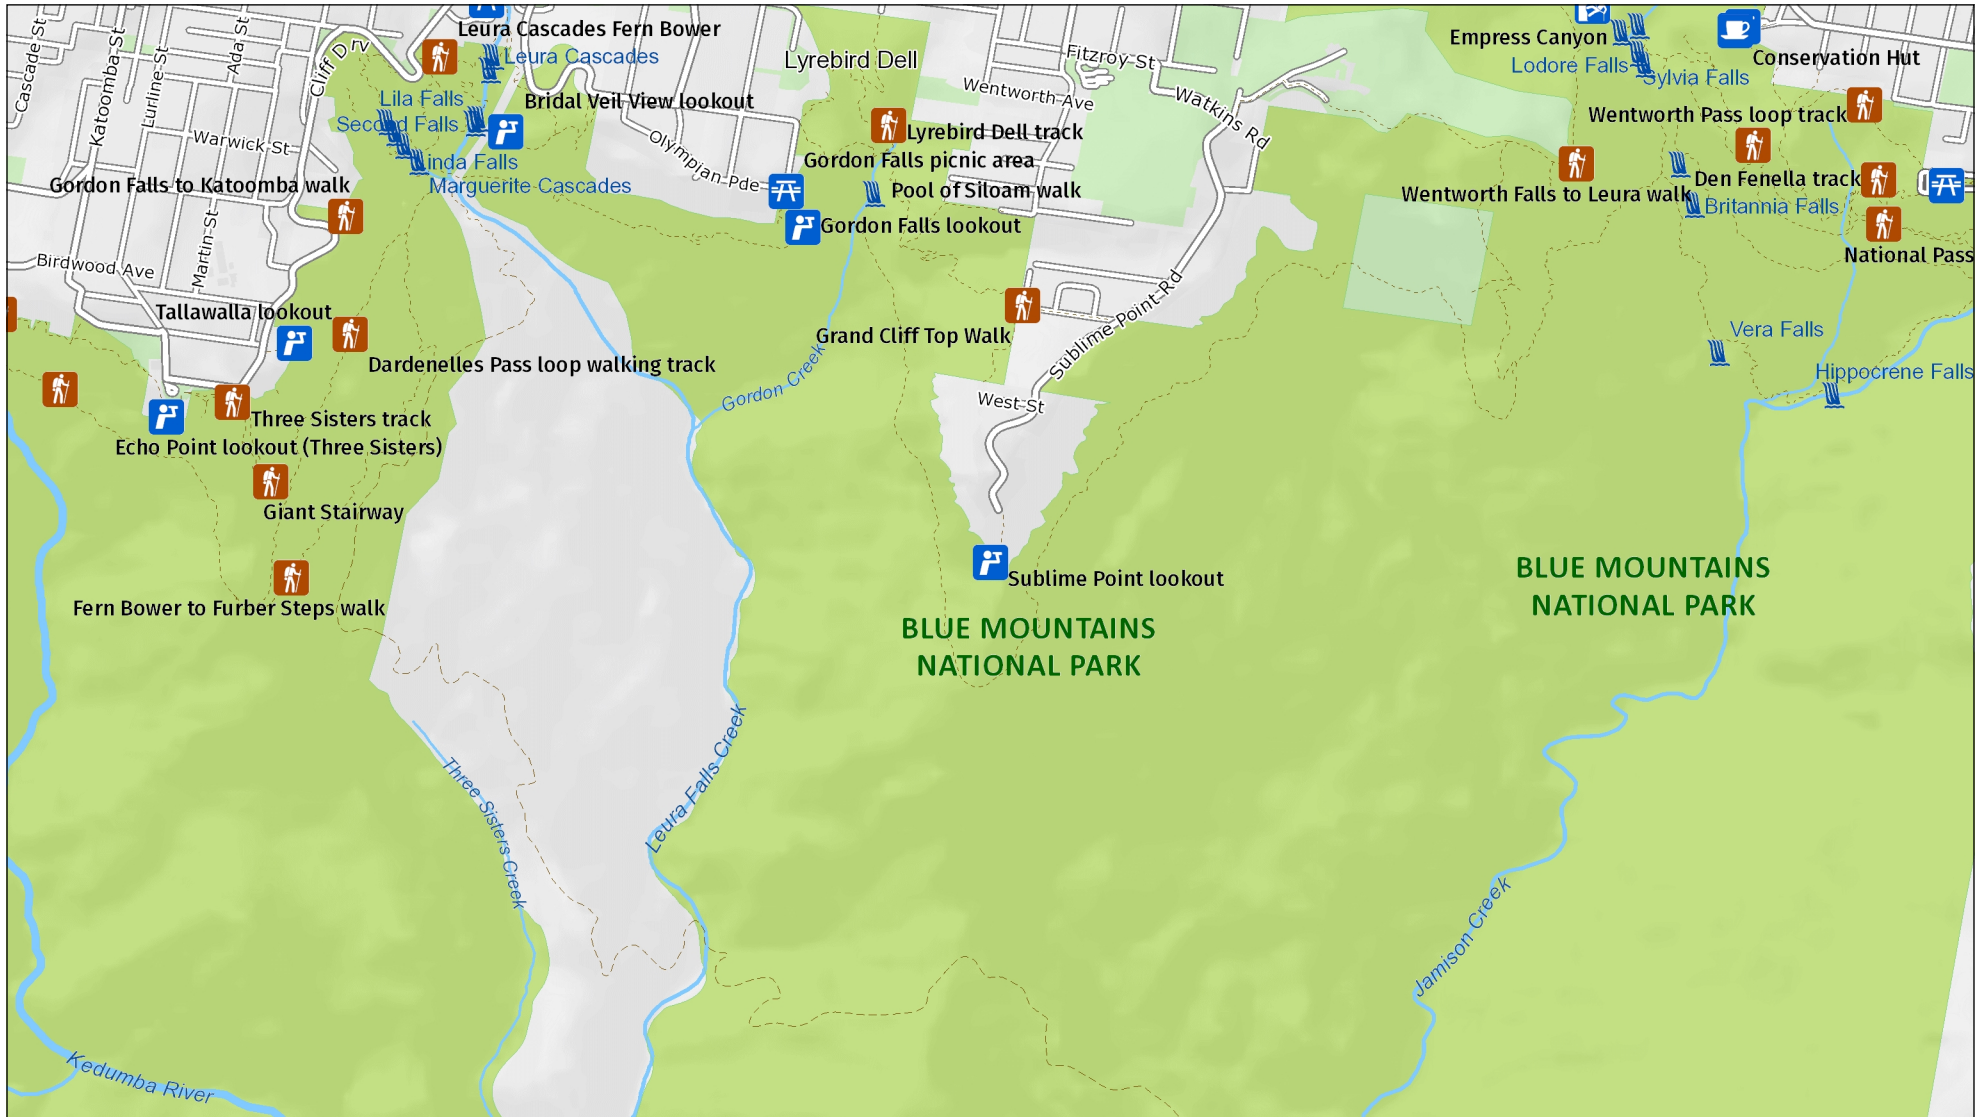 Leura Cascades Fern Bower
Leura Cascades
Cascade St
Katoomba St
Lurline St
Ada St
Cliff Drv
Lyrebird Dell
Fitzroy St
Wentworth Ave
Watkins Rd
Empress Canyon
Lodore Falls
Sylvia Falls
Conservation Hut
Lila Falls
Second Falls
Bridal Veil View lookout
Warwick St
Linda Falls
Marguerite Cascades
Olympian Pde
Lyrebird Dell track
Gordon Falls picnic area
Pool of Siloam walk
Gordon Falls lookout
Wentworth Pass loop track
Den Fenella track
Wentworth Falls to Leura walk
Britannia Falls
National Pass
Gordon Falls to Katoomba walk
Martin St
Birdwood Ave
Tallawalla lookout
Dardenelles Pass loop walking track
Grand Cliff Top Walk
Sublime Point Rd
Gordon Creek
West St
Vera Falls
Hippocrene Falls
Three Sisters track
Echo Point lookout (Three Sisters)
Giant Stairway
Fern Bower to Furber Steps walk
Sublime Point lookout
BLUE MOUNTAINS
NATIONAL PARK
BLUE MOUNTAINS
NATIONAL PARK
Three Sisters Creek
Leura Falls Creek
Jamison Creek
Kedumba River